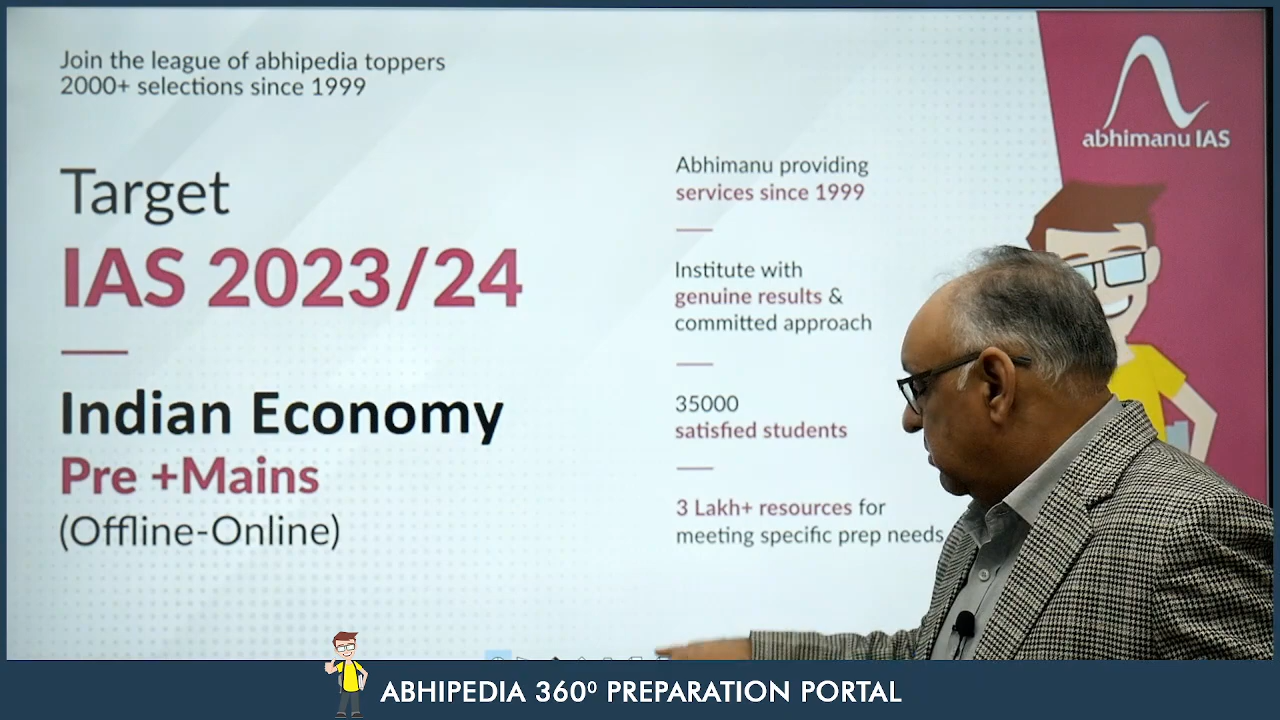 Join the league of abhipedia toppers
2000+ selections since 1999
Target
IAS 2023/24
Indian Economy
Pre +Mains
(Offline-Online)
Abhimanu providing
services since 1999
Institute with
genuine results &
committed approach
35000
satisfied students
3 Lakh+ resources for
meeting specific prep needs
abhimanu IAS
ABHIPEDIA 360⁰ PREPARATION PORTAL